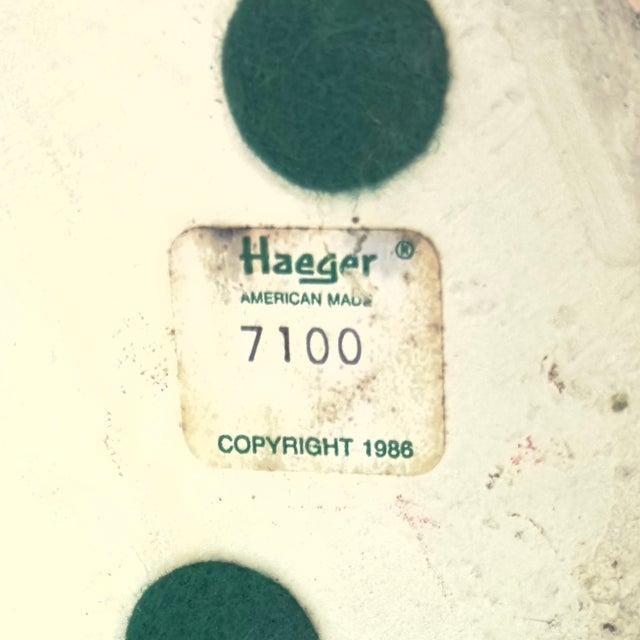 Haeger ®
AMERICAN MADE
7100
COPYRIGHT 1986